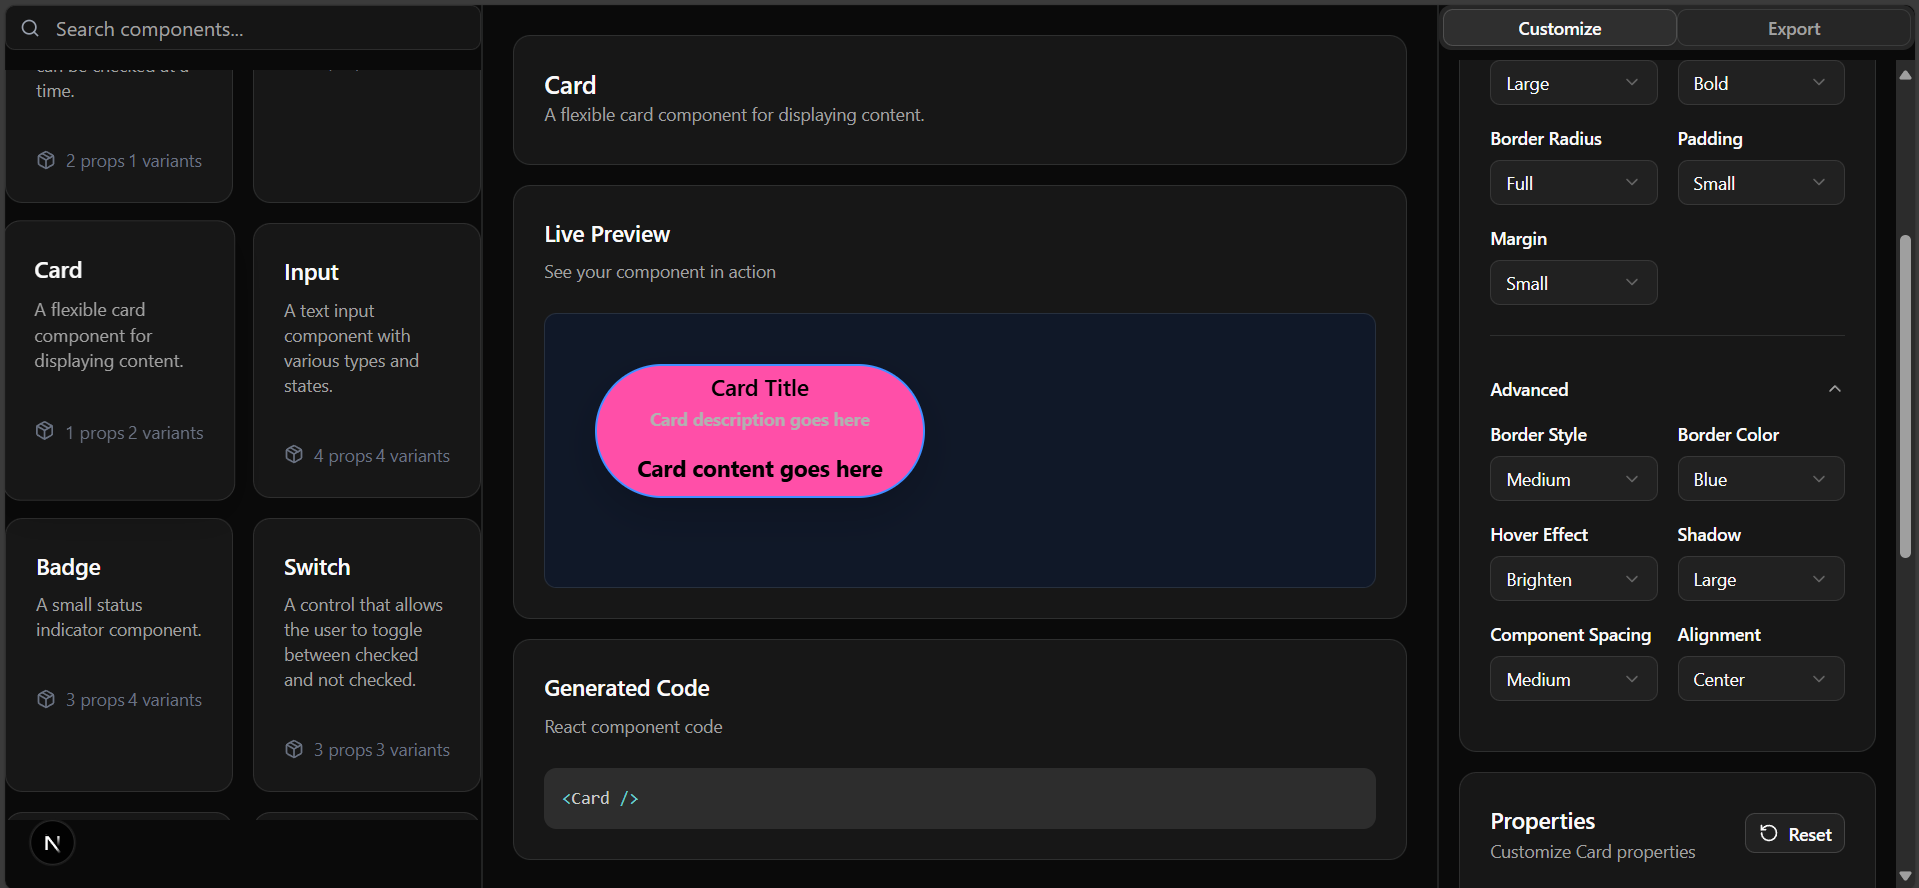 Search components...
time.
2 props 1 variants
Card
A flexible card
component for
displaying content.
1 props 2 variants
Input
A text input
component with
various types and
states.
4 props 4 variants
Badge
A small status
indicator component.
3 props 4 variants
Switch
A control that allows
the user to toggle
between checked
and not checked.
3 props 3 variants
N
Card
A flexible card component for displaying content.
Live Preview
See your component in action
Card Title
Card description goes here
Card content goes here
Generated Code
React component code
<Card />
Customize
Export
Large
Bold
Border Radius
Padding
Full
Small
Margin
Small
Advanced
Border Style
Border Color
Medium
Blue
Hover Effect
Shadow
Brighten
Large
Component Spacing
Alignment
Medium
Center
Properties
Customize Card properties
Reset